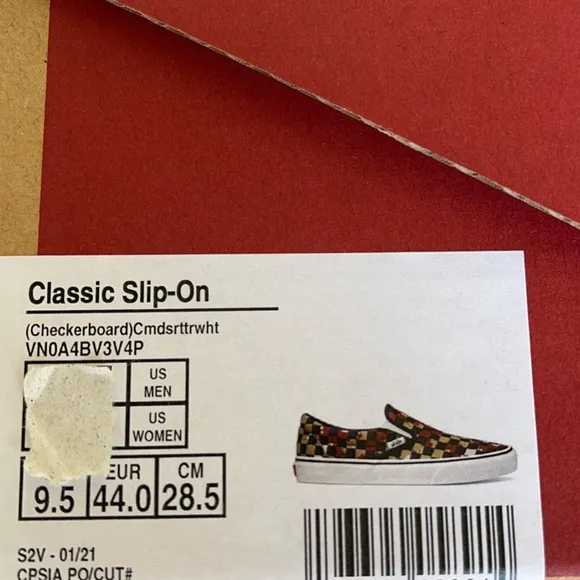 Classic Slip-On
(Checkerboard)Cmdsrttrwht
VN0A4BV3V4P
US
MEN
US
WOMEN
EUR CM
9.5 44.0 28.5
S2V - 01/21
CPSIA PO/CUT#